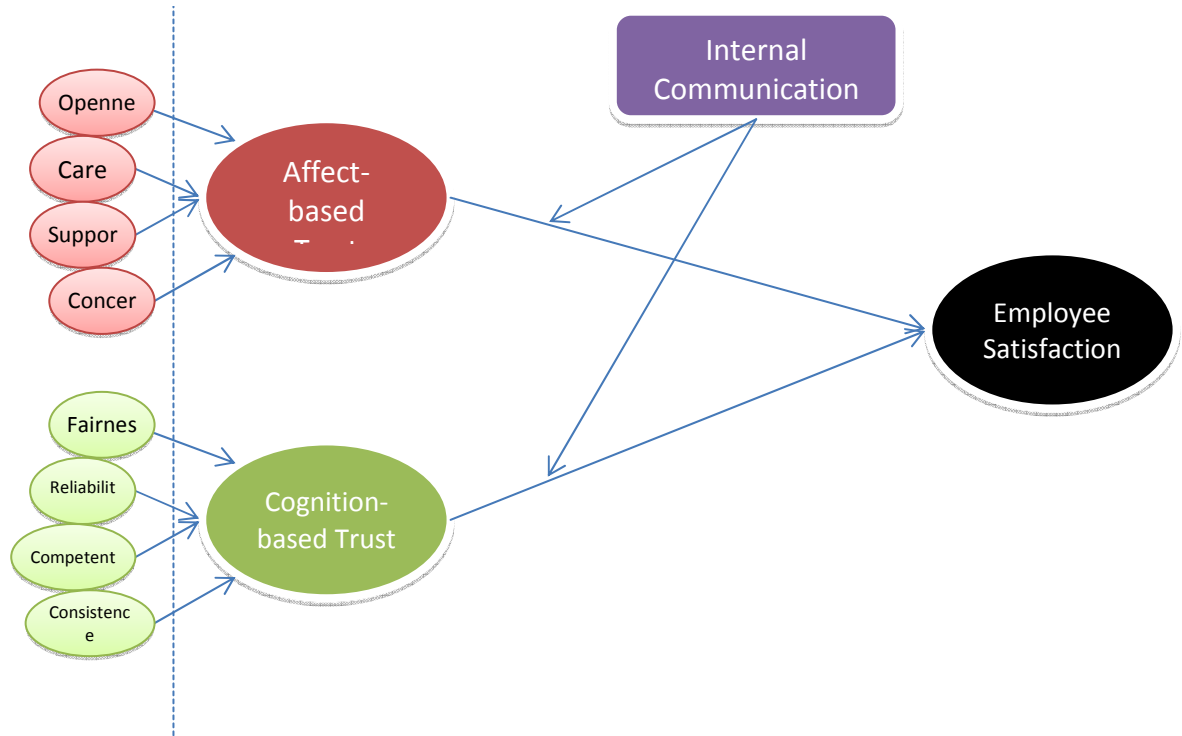 Internal
Communication
Openne
Care
Suppor
Concer
Affect-
based
Employee
Satisfaction
Fairnes
Reliabilit
Competent
Consistenc
e
Cognition-
based Trust